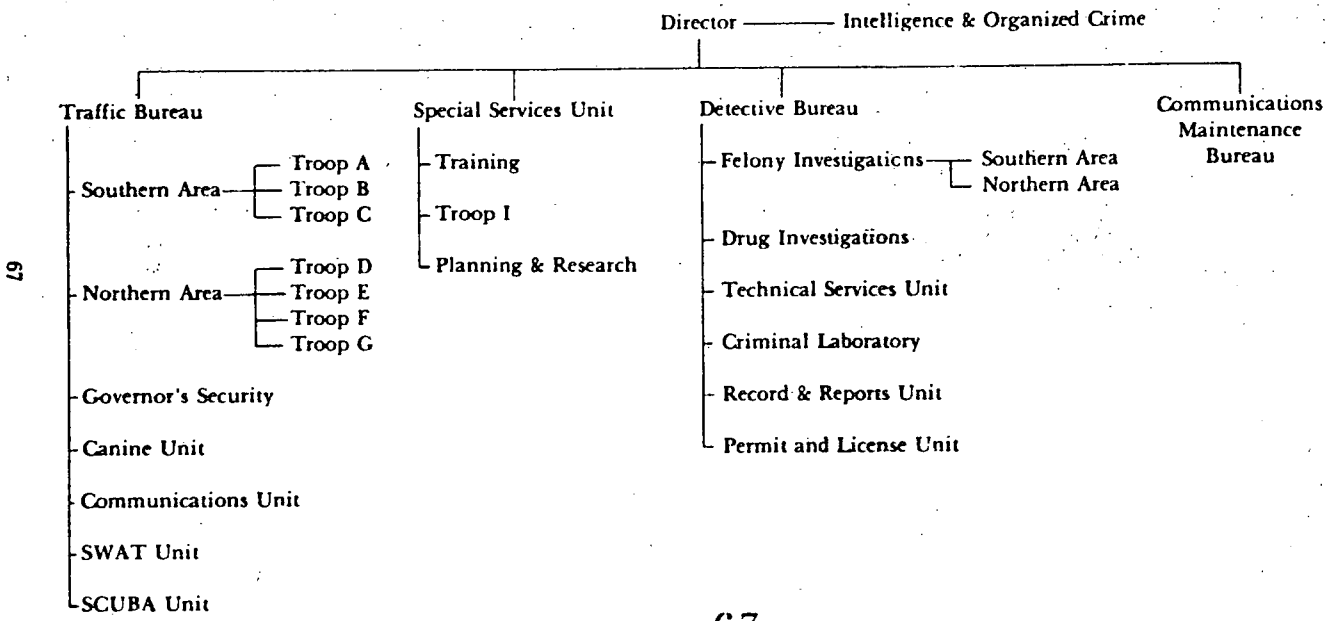 Director Intelligence & Organized Crime
Traffic Bureau
Southern Area
Troop A
Troop B
Troop C
Northern Area
Troop D
Troop E
Troop F
Troop G
Governor's Security
Canine Unit
Communications Unit
SWAT Unit
SCUBA Unit
Special Services Unit
Training
Troop I
Planning & Research
Detective Bureau
Felony Investigations
Southern Area
Northern Area
Drug Investigations
Technical Services Unit
Criminal Laboratory
Record & Reports Unit
Permit and License Unit
Communications
Maintenance
Bureau
67
67